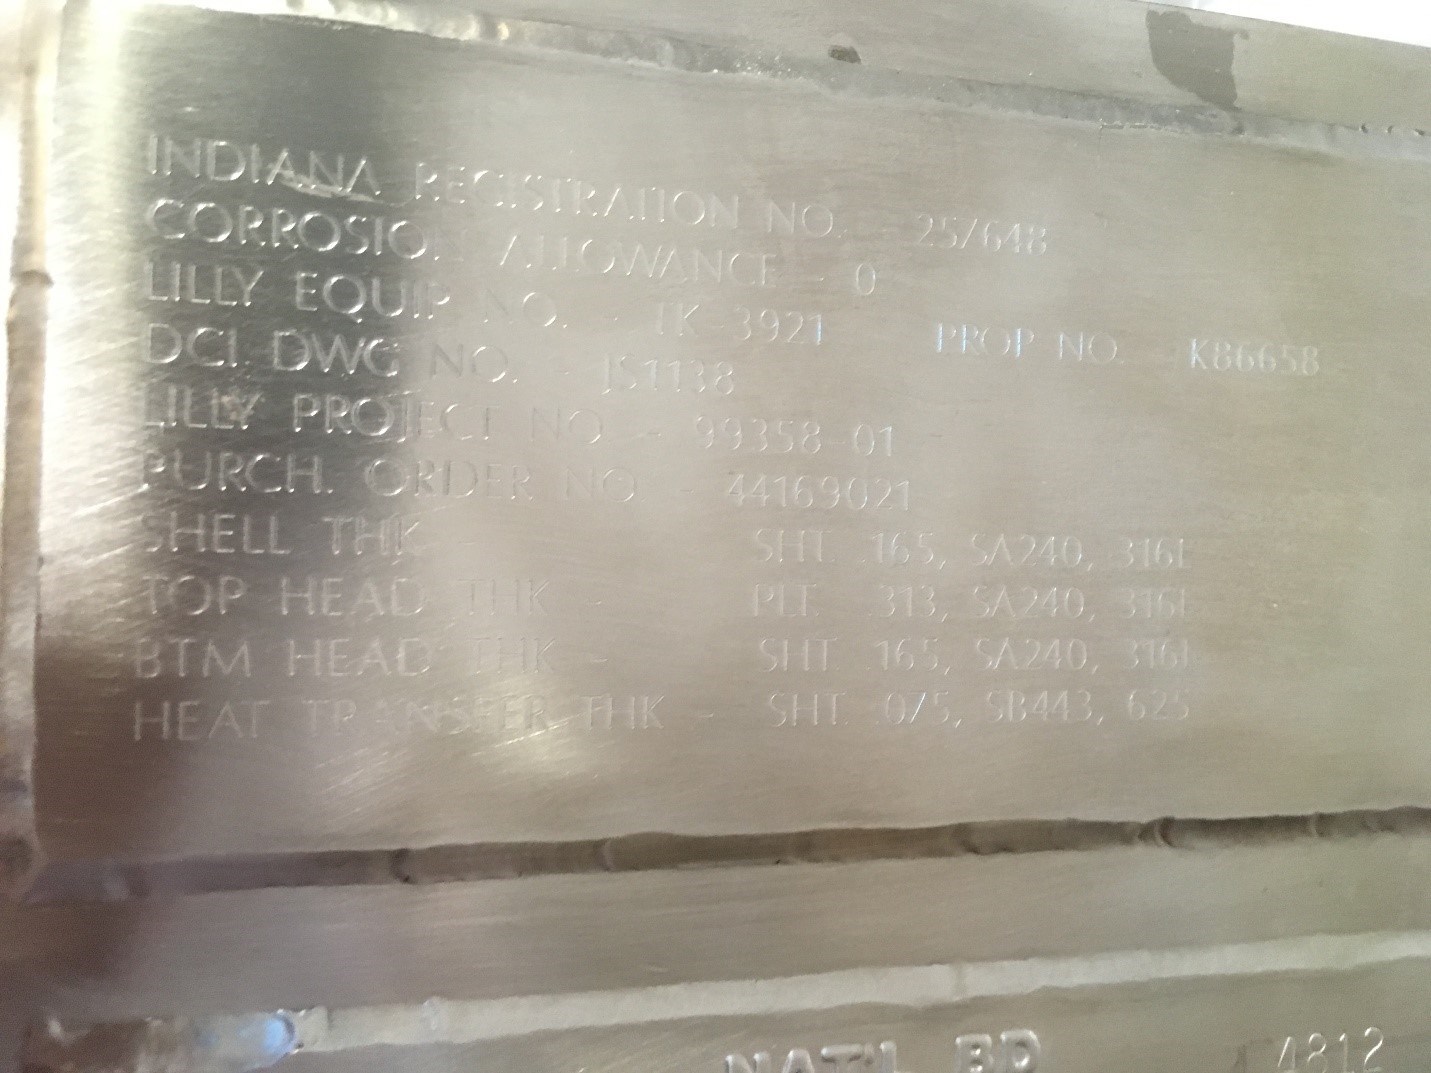 INDIANA REGISTRATION NO. - 257648
CORROSION ALLOWANCE - 0
LILLY EQUIP NO. - TK-3921 PROP NO. K86658
DCI DWG NO. - JS1138
LILLY PROJECT NO. - 99358-01
PURCH. ORDER NO. - 44169021
SHELL THK - SHT. .165, SA240, 316L
TOP HEAD THK - PLT. .313, SA240, 316L
BTM HEAD THK - SHT. .165, SA240, 316L
HEAT TRANSFER THK - SHT. .075, SB443, 625
NAT'L BD 4812